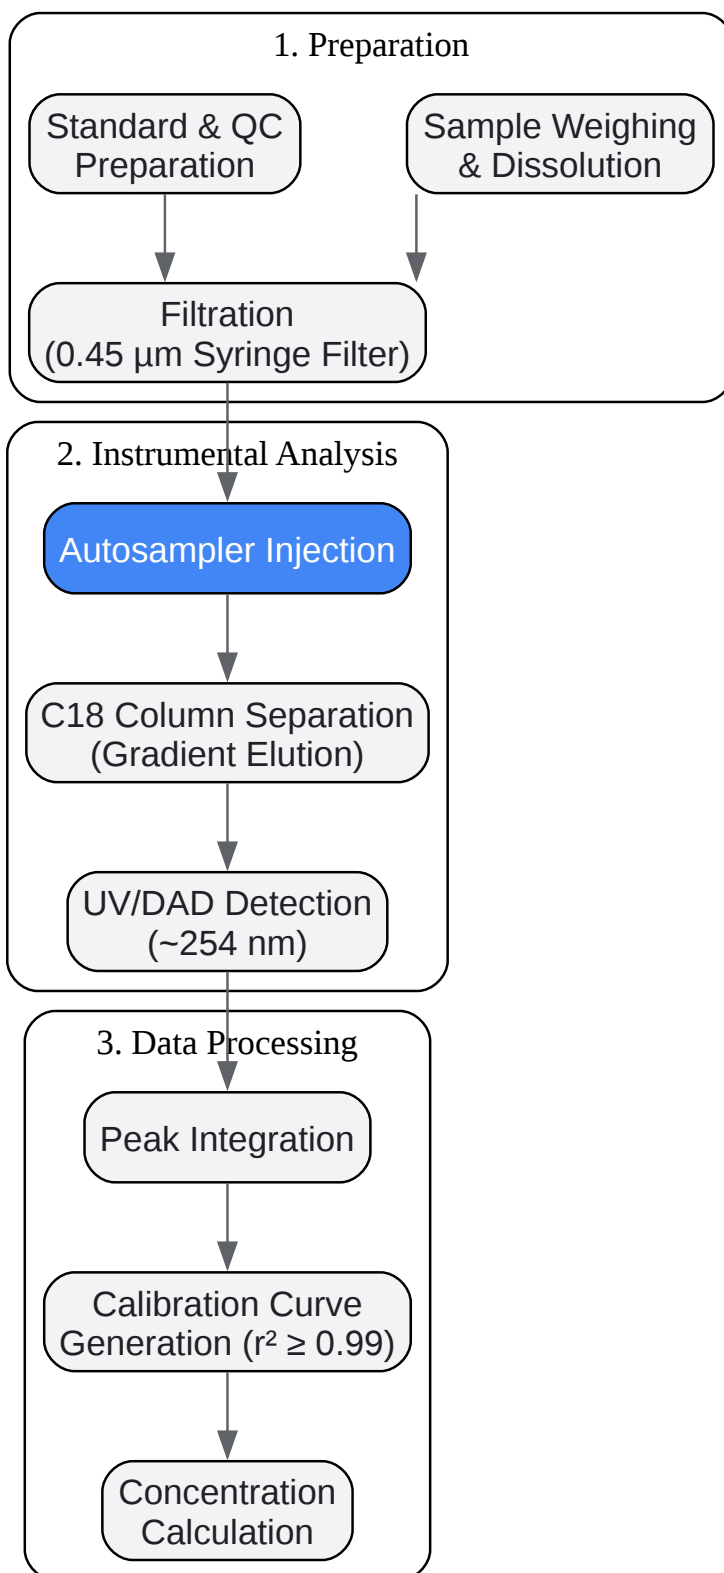 1. Preparation
Standard & QC
Preparation
Sample Weighing
& Dissolution
Filtration
(0.45 µm Syringe Filter)
2. Instrumental Analysis
Autosampler Injection
C18 Column Separation
(Gradient Elution)
UV/DAD Detection
(~254 nm)
3. Data Processing
Peak Integration
Calibration Curve
Generation (r² ≥ 0.99)
Concentration
Calculation